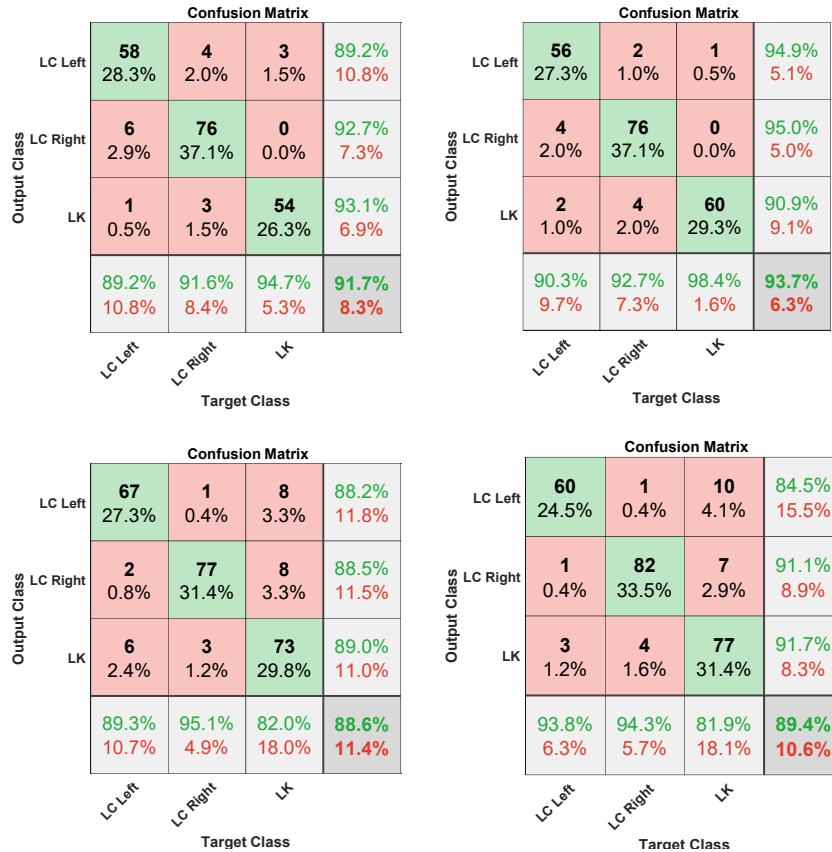 Confusion Matrix
LC Left 58 4 3 89.2%
28.3% 2.0% 1.5% 10.8%
LC Right 6 76 0 92.7%
2.9% 37.1% 0.0% 7.3%
LK 1 3 54 93.1%
0.5% 1.5% 26.3% 6.9%
89.2% 91.6% 94.7% 91.7%
10.8% 8.4% 5.3% 8.3%
LC Left LC Right LK
Target Class
Output Class
Confusion Matrix
LC Left 56 2 1 94.9%
27.3% 1.0% 0.5% 5.1%
LC Right 4 76 0 95.0%
2.0% 37.1% 0.0% 5.0%
LK 2 4 60 90.9%
1.0% 2.0% 29.3% 9.1%
90.3% 92.7% 98.4% 93.7%
9.7% 7.3% 1.6% 6.3%
LC Left LC Right LK
Target Class
Output Class
Confusion Matrix
LC Left 67 1 8 88.2%
27.3% 0.4% 3.3% 11.8%
LC Right 2 77 8 88.5%
0.8% 31.4% 3.3% 11.5%
LK 6 3 73 89.0%
2.4% 1.2% 29.8% 11.0%
89.3% 95.1% 82.0% 88.6%
10.7% 4.9% 18.0% 11.4%
LC Left LC Right LK
Target Class
Output Class
Confusion Matrix
LC Left 60 1 10 84.5%
24.5% 0.4% 4.1% 15.5%
LC Right 1 82 7 91.1%
0.4% 33.5% 2.9% 8.9%
LK 3 4 77 91.7%
1.2% 1.6% 31.4% 8.3%
93.8% 94.3% 81.9% 89.4%
6.3% 5.7% 18.1% 10.6%
LC Left LC Right LK
Target Class
Output Class